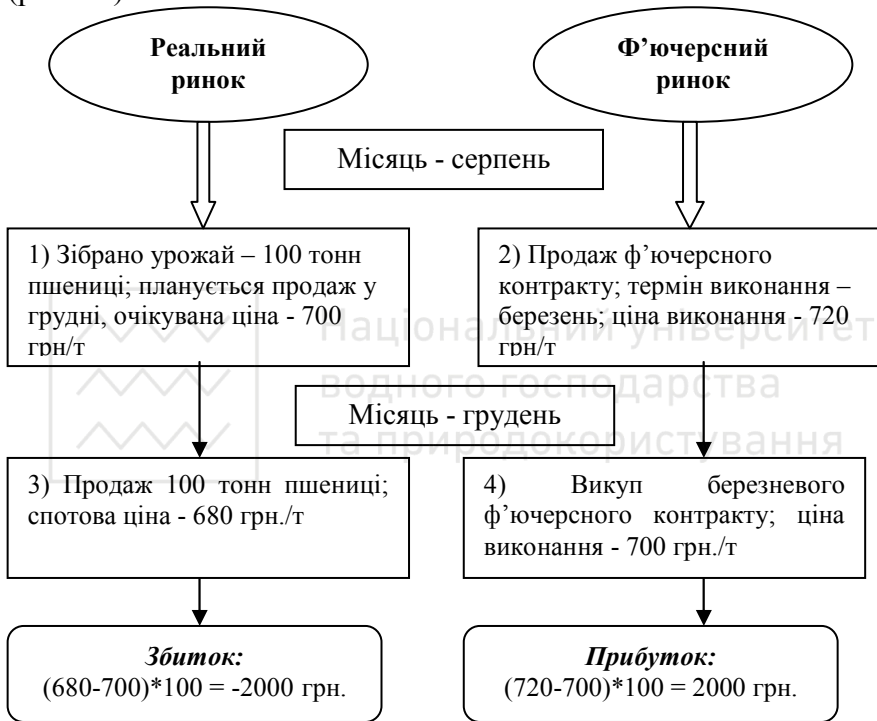 Реальний
ринок
Ф’ючерсний
ринок
Місяць - серпень
1) Зібрано урожай – 100 тонн
пшениці; планується продаж у
грудні, очікувана ціна - 700
грн/т
2) Продаж ф’ючерсного
контракту; термін виконання –
березень; ціна виконання - 720
грн/т
Національний університет
водного господарства
та природокористування
Місяць - грудень
3) Продаж 100 тонн пшениці;
спотова ціна - 680 грн./т
4) Викуп березневого
ф’ючерсного контракту; ціна
виконання - 700 грн./т
Збиток:
(680-700)*100 = -2000 грн.
Прибуток:
(720-700)*100 = 2000 грн.